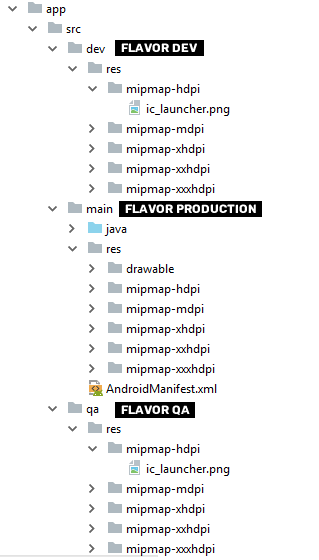 app
src
dev FLAVOR DEV
res
mipmap-hdpi
ic_launcher.png
mipmap-mdpi
mipmap-xhdpi
mipmap-xxhdpi
mipmap-xxxhdpi
main FLAVOR PRODUCTION
java
res
drawable
mipmap-hdpi
mipmap-mdpi
mipmap-xhdpi
mipmap-xxhdpi
mipmap-xxxhdpi
AndroidManifest.xml
qa FLAVOR QA
res
mipmap-hdpi
ic_launcher.png
mipmap-mdpi
mipmap-xhdpi
mipmap-xxhdpi
mipmap-xxxhdpi